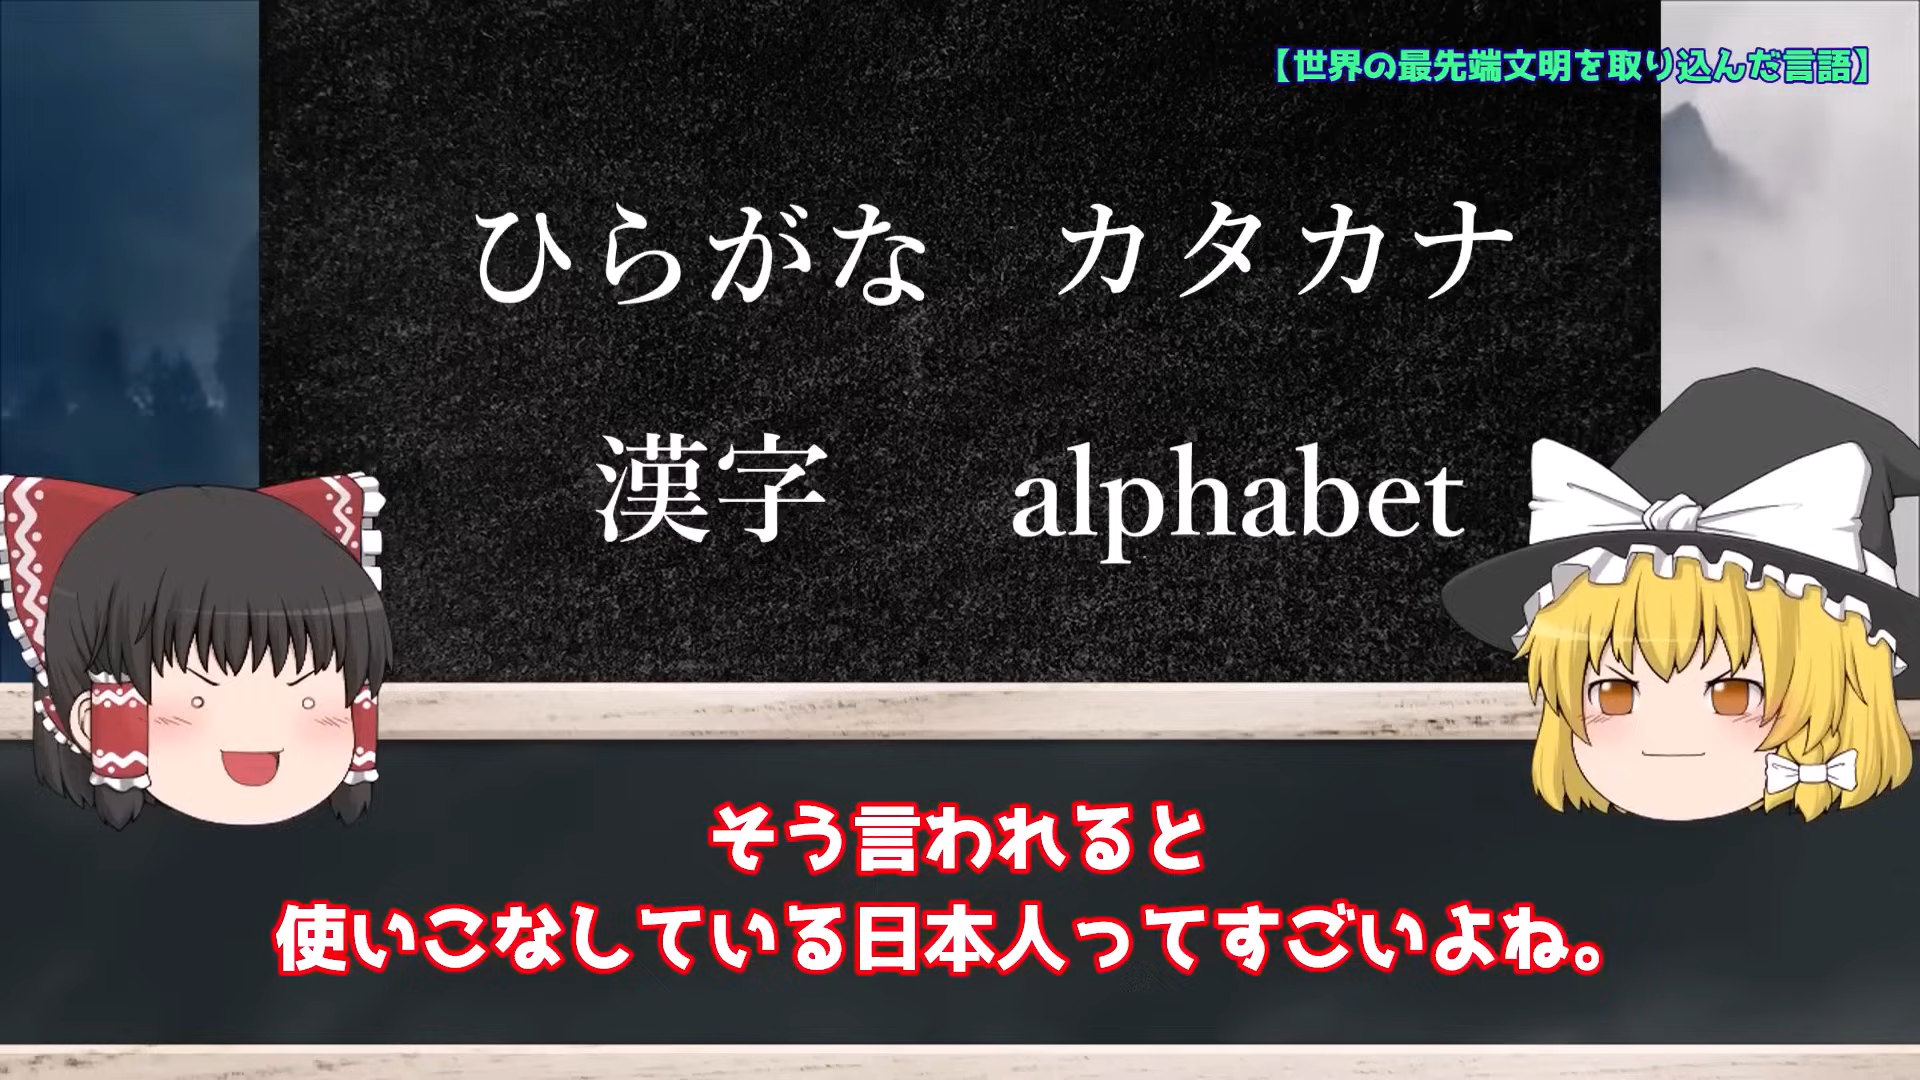 【世界の最先端文明を取り込んだ言語】
ひらがな カタカナ
漢字 alphabet
そう言われると
使いこなしている日本人ってすごいよね。